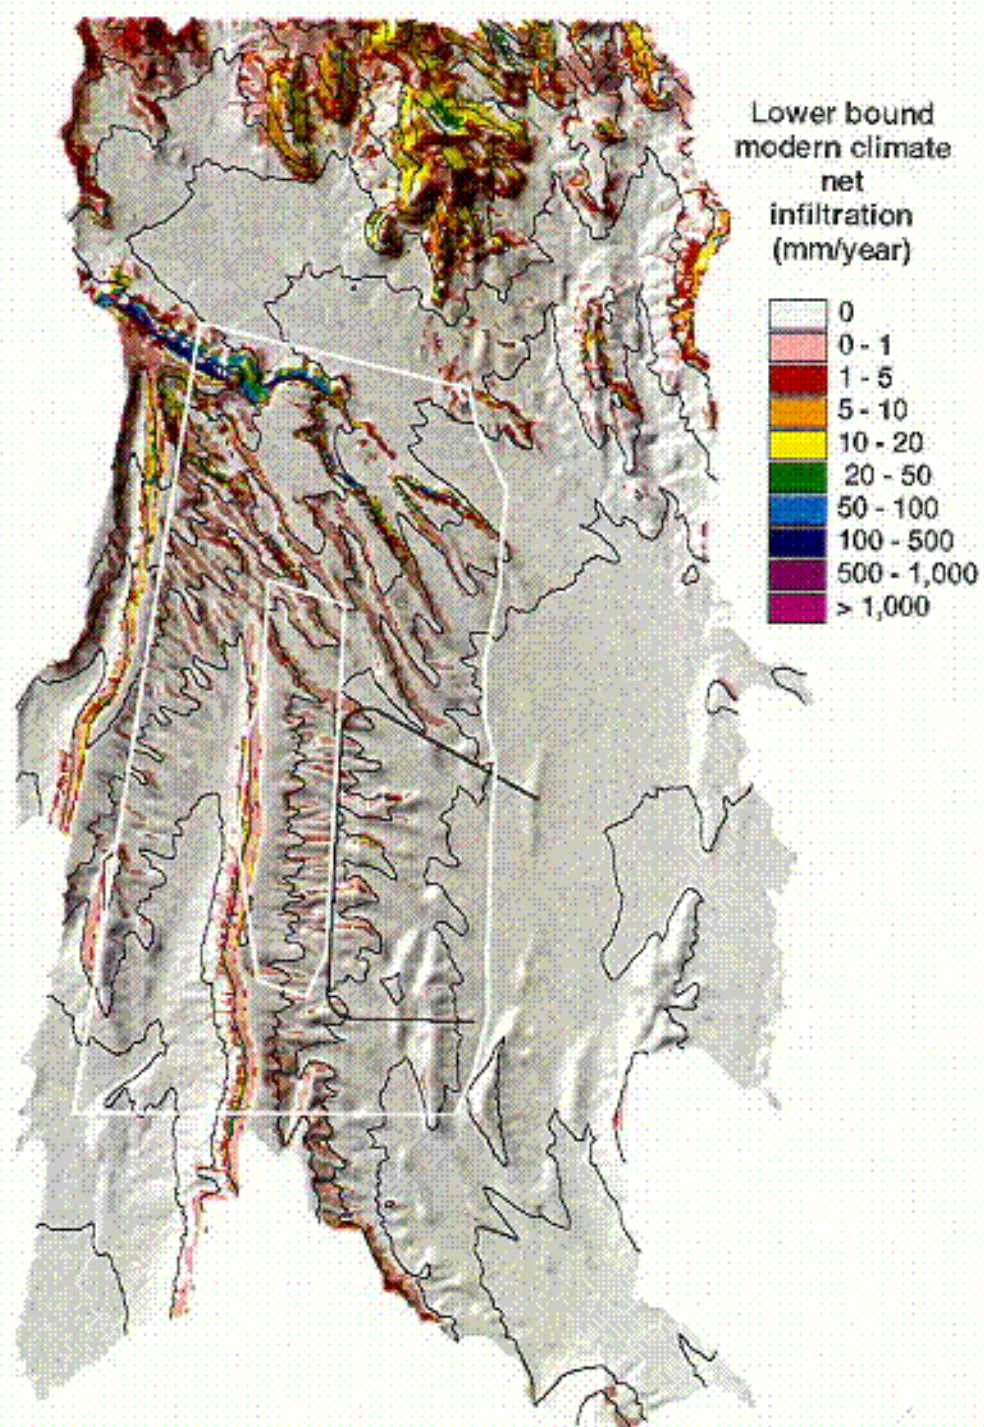 Lower bound
modern climate
net
infiltration
(mm/year)
0
0 - 1
1 - 5
5 - 10
10 - 20
20 - 50
50 - 100
100 - 500
500 - 1,000
> 1,000